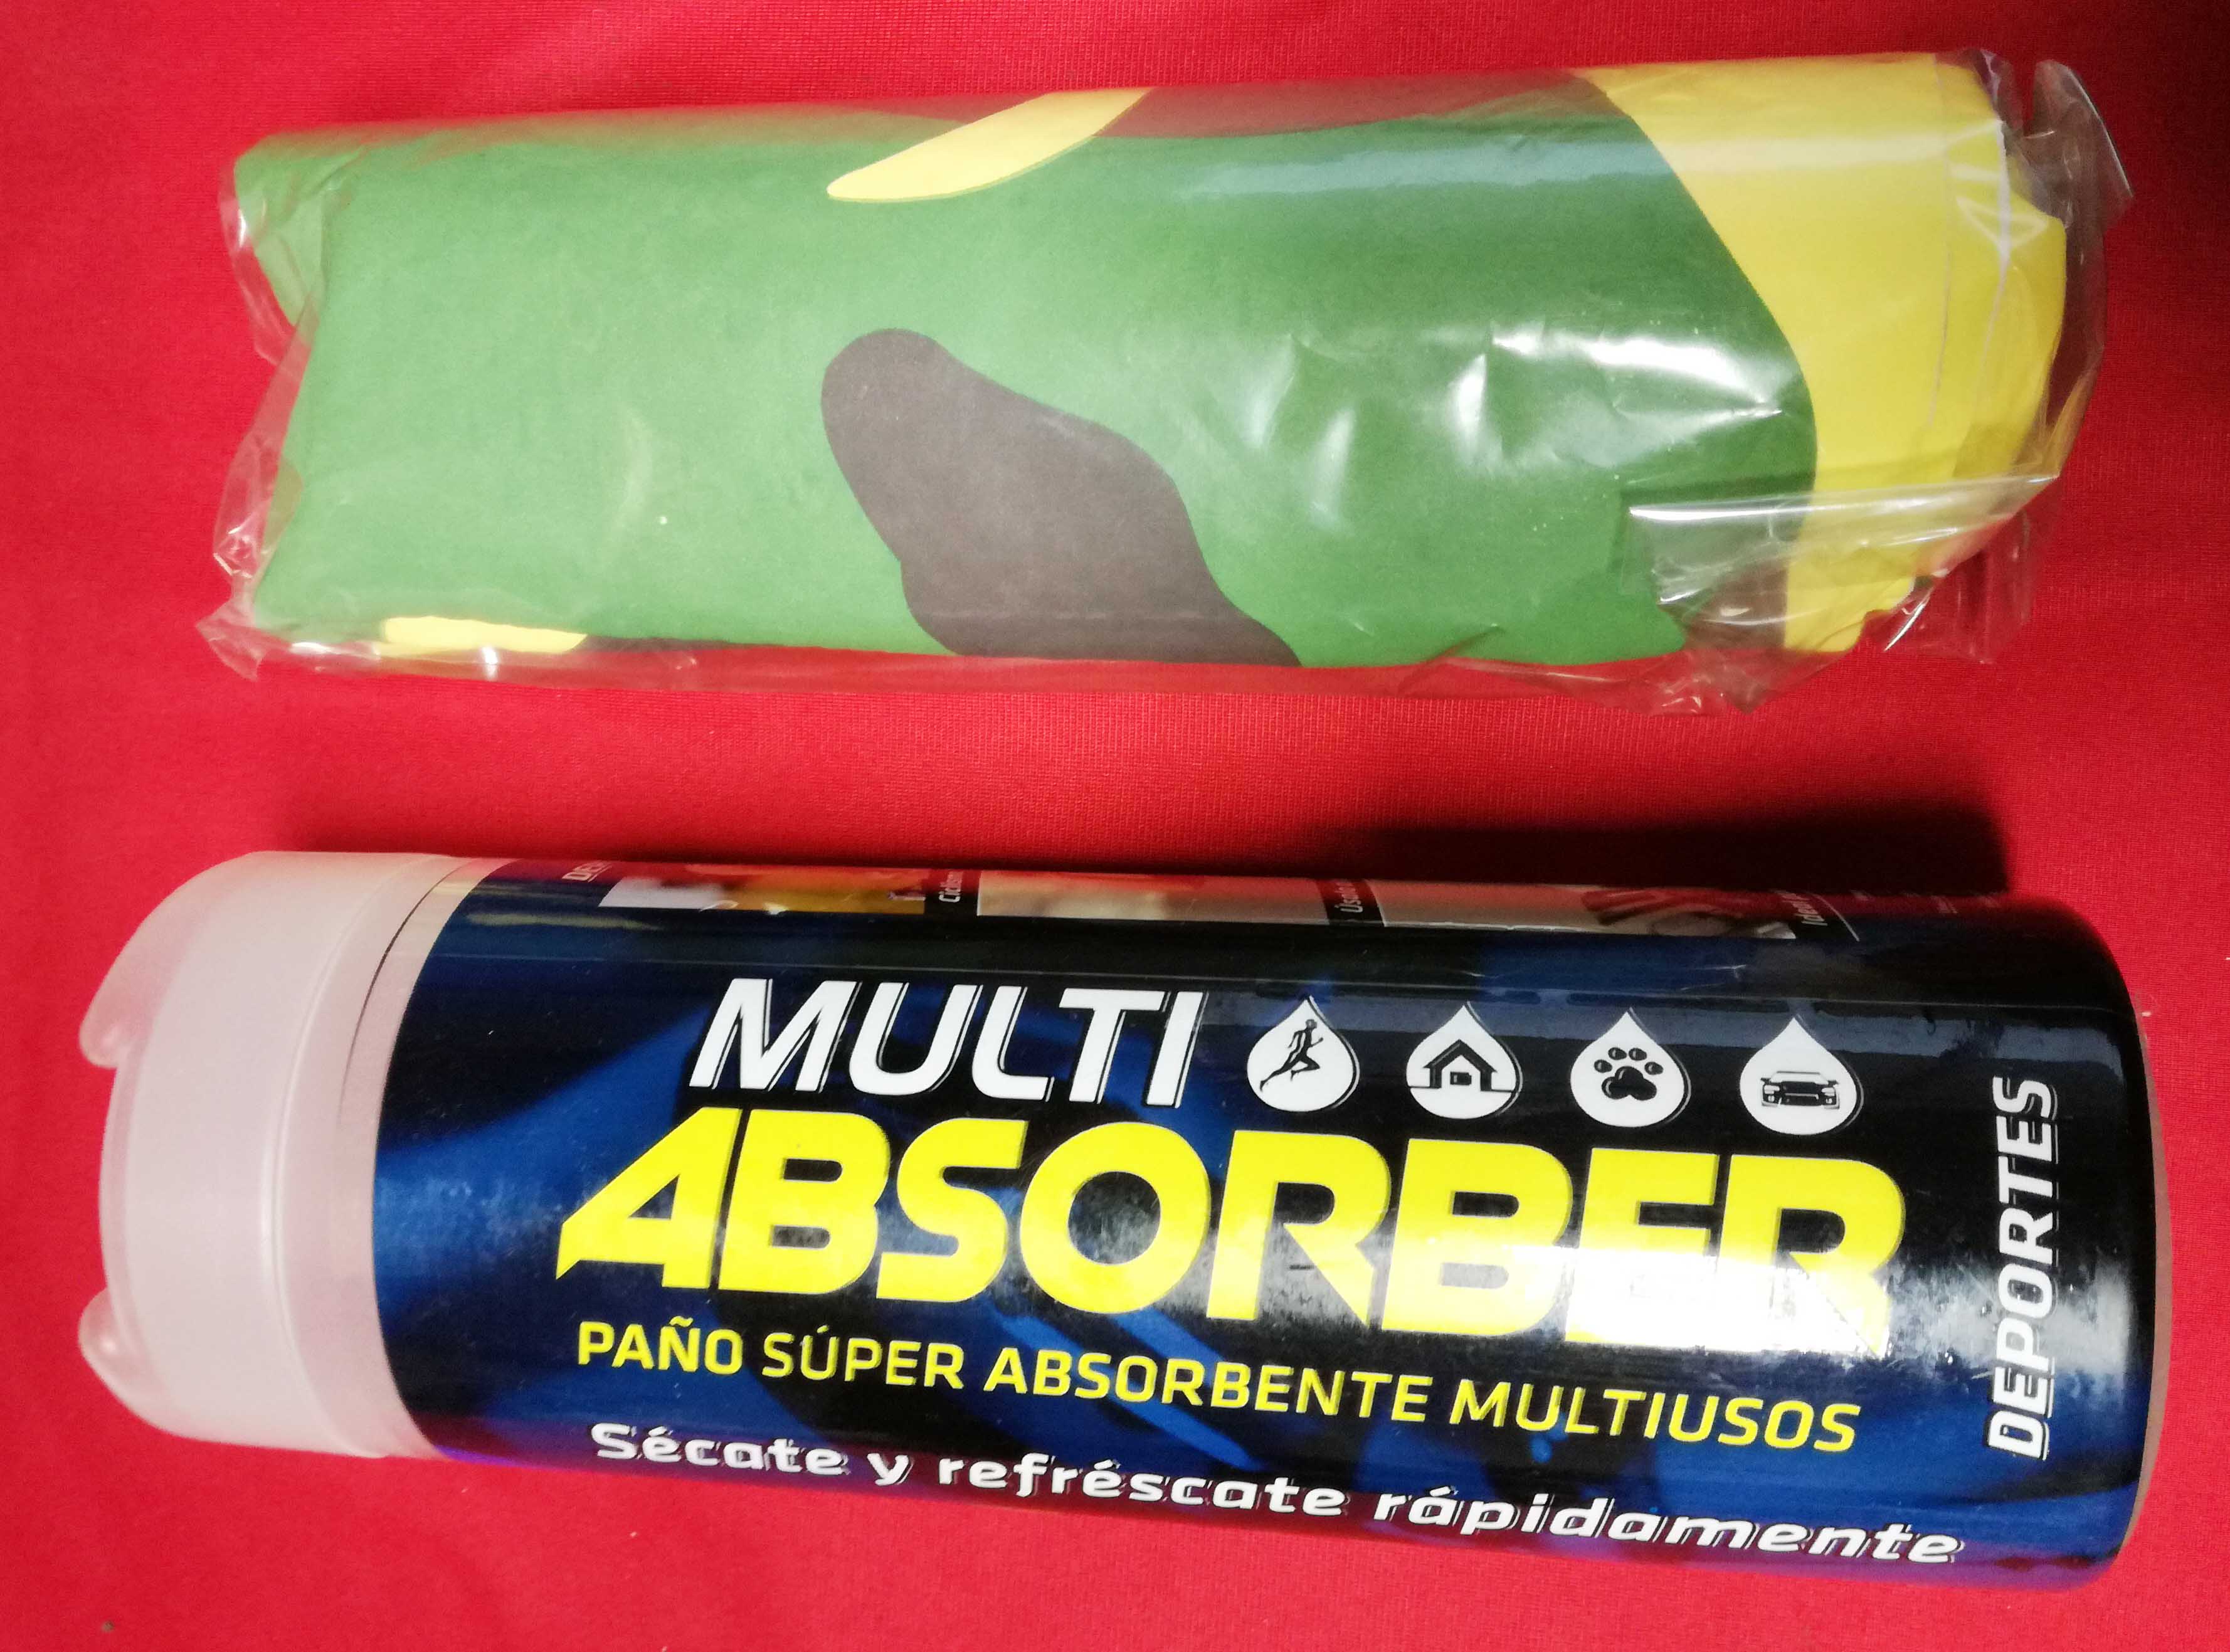 MULTI
ABSORBER
PAÑO SÚPER ABSORBENTE MULTIUSOS
Sécate y refréscate rápidamente
DEPORTES